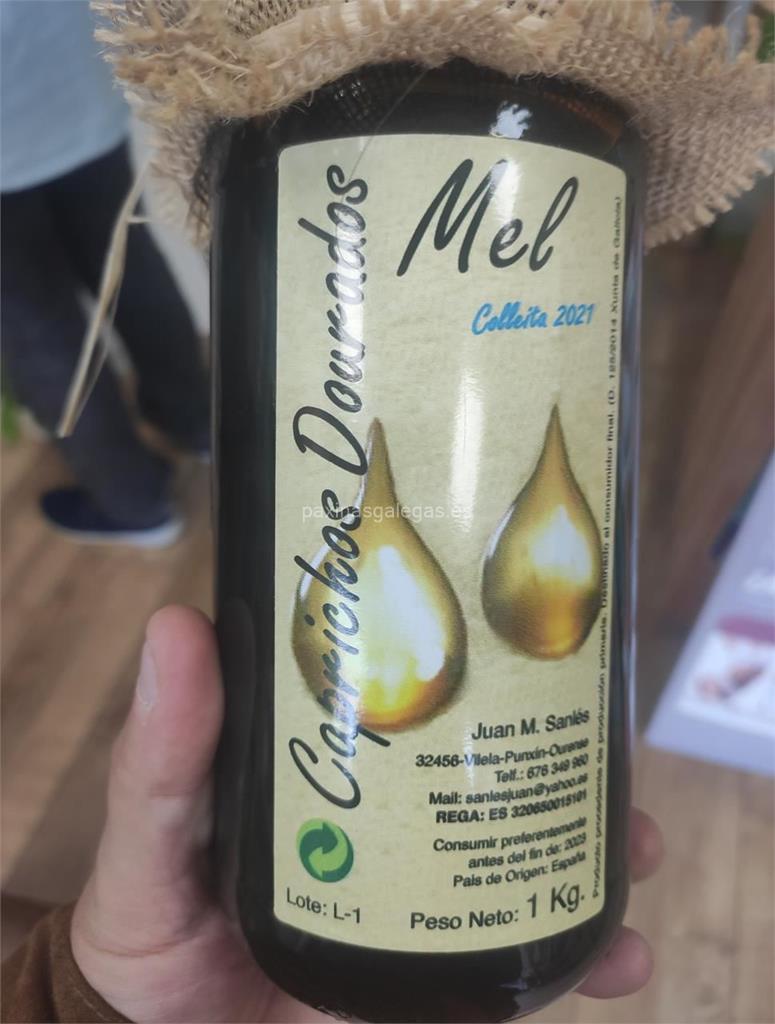 Mel
Colleita 2021
Caprichos Dourados
paxinasgalegas.es
Juan M. Sanlés
32456-Vilela-Punxín-Ourense
Telf.: 676 349 960
Mail: sanlesjuan@yahoo.es
REGA: ES 320650015101
Consumir preferentemente
antes del fin de: 2023
Pais de Origen: España
Lote: L-1
Peso Neto: 1 Kg.
Producto procedente de producción primaria. Destinado al consumidor final. (D. 125/2014 Xunta de Galicia)